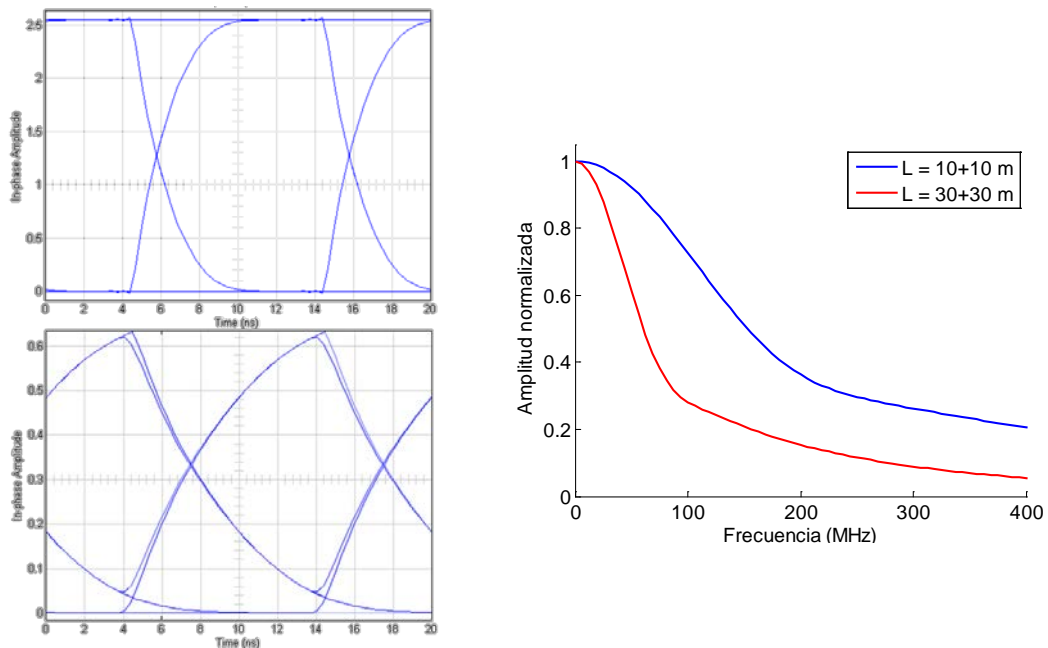 2.5
2
1.5
1
0.5
0
In-phase Amplitude
0 2 4 6 8 10 12 14 16 18 20
Time (ns)
0.6
0.5
0.4
0.3
0.2
0.1
0
In-phase Amplitude
0 2 4 6 8 10 12 14 16 18 20
Time (ns)
L = 10+10 m
L = 30+30 m
1
0.8
0.6
0.4
0.2
0
Amplitud normalizada
0 100 200 300 400
Frecuencia (MHz)